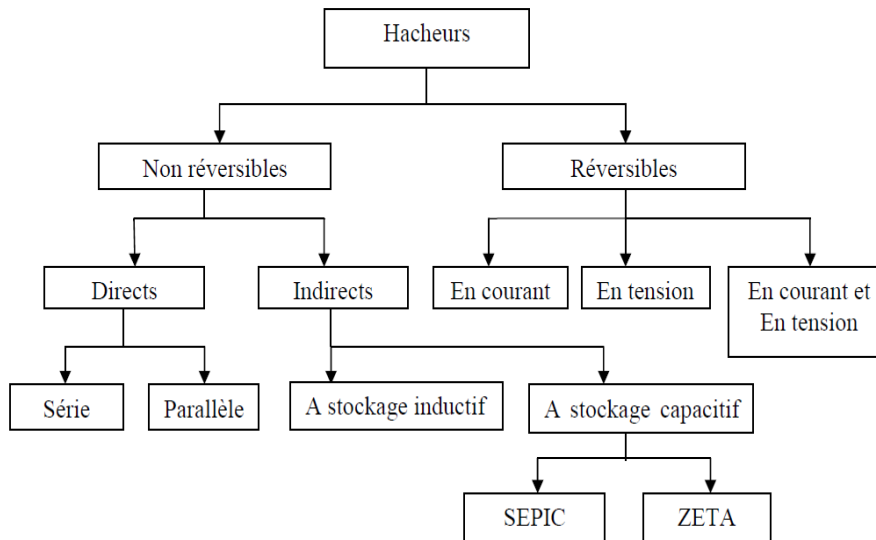 Hacheurs
Non réversibles
Réversibles
Directs
Indirects
En courant
En tension
En courant et
En tension
Série
Parallèle
A stockage inductif
A stockage capacitif
SEPIC
ZETA